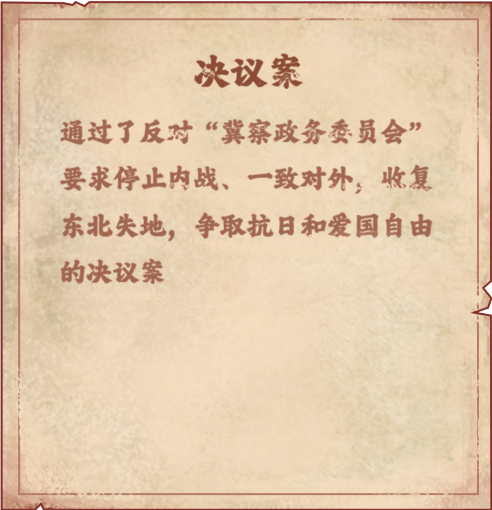 决议案
通过了反对“冀察政务委员会”
要求停止内战、一致对外，收复
东北失地，争取抗日和爱国自由
的决议案